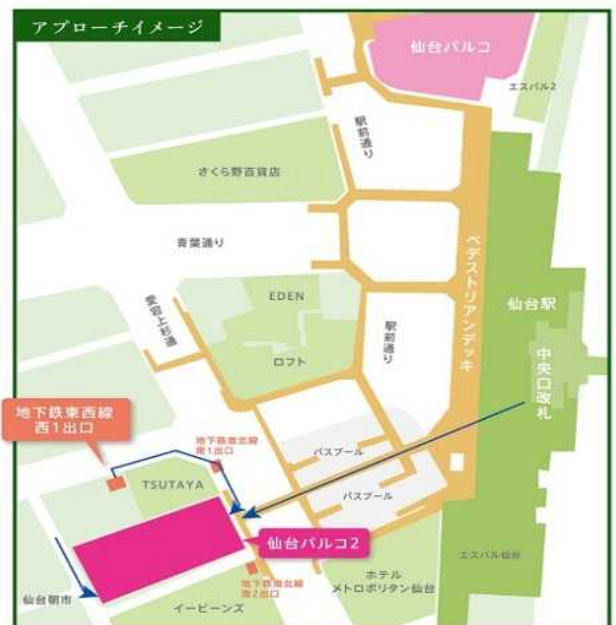 アプローチイメージ
仙台パルコ
エスパル2
駅前通り
さくら野百貨店
青葉通り
ペデストリアンデッキ
仙台駅
EDEN
愛宕上杉通
駅前通り
ロフト
中央口改札
地下鉄東西線
西1出口
地下鉄南北線
南1出口
バスプール
TSUTAYA
バスプール
仙台パルコ2
エスパル仙台
ホテル
メトロポリタン仙台
地下鉄南北線
南2出口
仙台朝市
イービーンズ